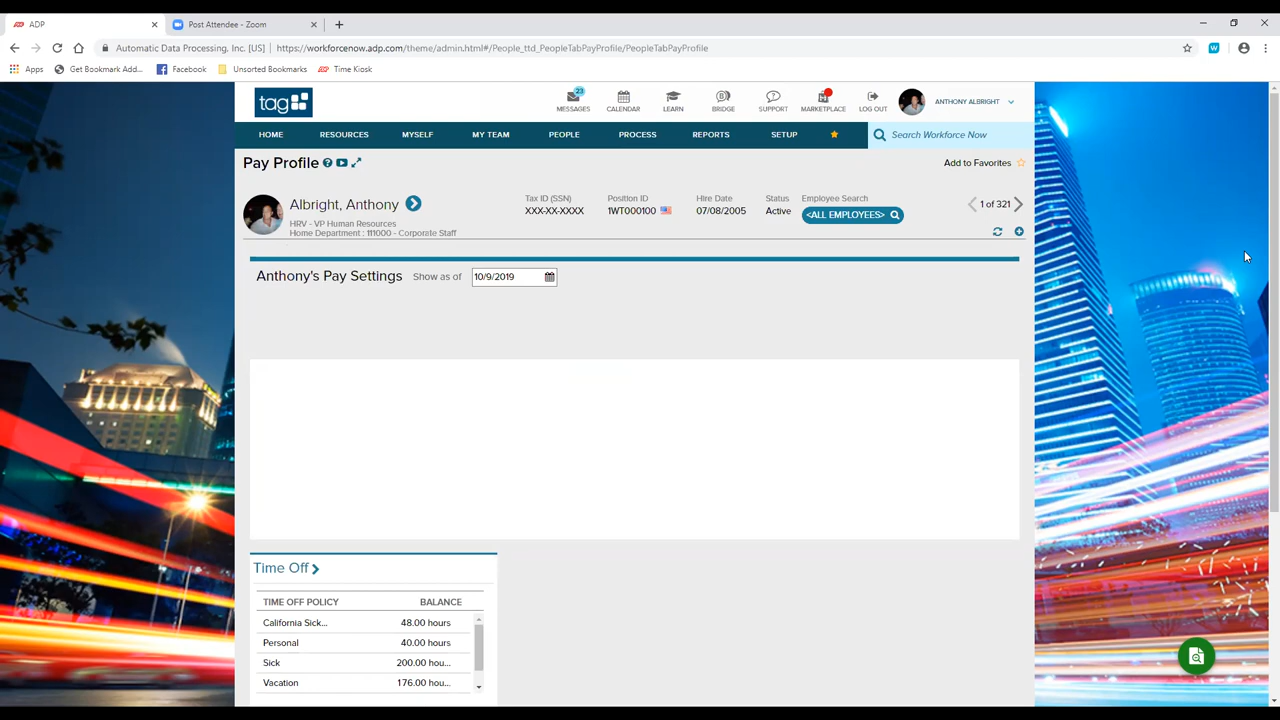 ADP
Post Attendee - Zoom
Automatic Data Processing, Inc. [US] https://workforcenow.adp.com/theme/admin.html#/People_ttd_PeopleTabPayProfile/PeopleTabPayProfile
Apps Get Bookmark Add... Facebook Unsorted Bookmarks Time Kiosk
tag
23
MESSAGES CALENDAR LEARN BRIDGE SUPPORT MARKETPLACE LOG OUT ANTHONY ALBRIGHT
HOME RESOURCES MYSELF MY TEAM PEOPLE PROCESS REPORTS SETUP Search Workforce Now
Pay Profile Add to Favorites
Albright, Anthony
HRV - VP Human Resources
Home Department : 111000 - Corporate Staff
Tax ID (SSN) Position ID Hire Date Status Employee Search
XXX-XX-XXXX 1WT000100 07/08/2005 Active <ALL EMPLOYEES> 1 of 321
Anthony's Pay Settings Show as of 10/9/2019
Time Off
TIME OFF POLICY BALANCE
California Sick... 48.00 hours
Personal 40.00 hours
Sick 200.00 hou...
Vacation 176.00 hou...